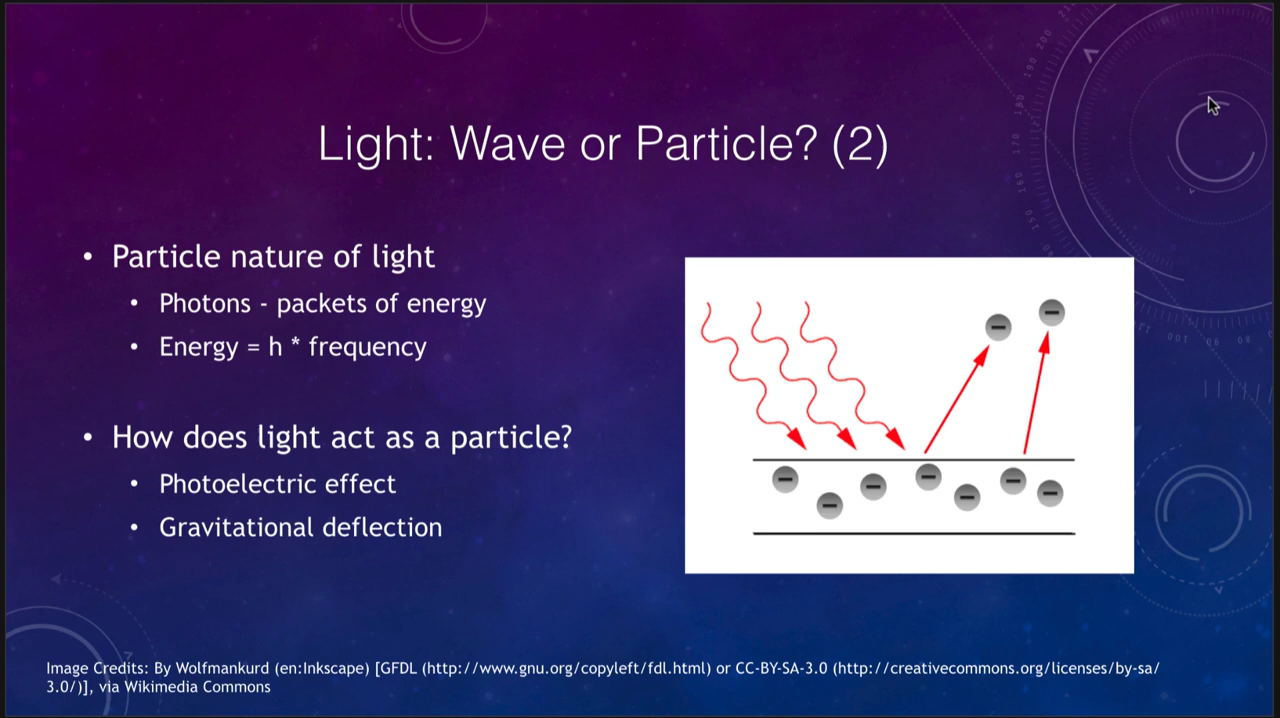 Light: Wave or Particle? (2)
• Particle nature of light
• Photons - packets of energy
• Energy = h * frequency
• How does light act as a particle?
• Photoelectric effect
• Gravitational deflection
Image Credits: By Wolfmankurd (en:Inkscape) [GFDL (http://www.gnu.org/copyleft/fdl.html) or CC-BY-SA-3.0 (http://creativecommons.org/licenses/by-sa/
3.0/)], via Wikimedia Commons